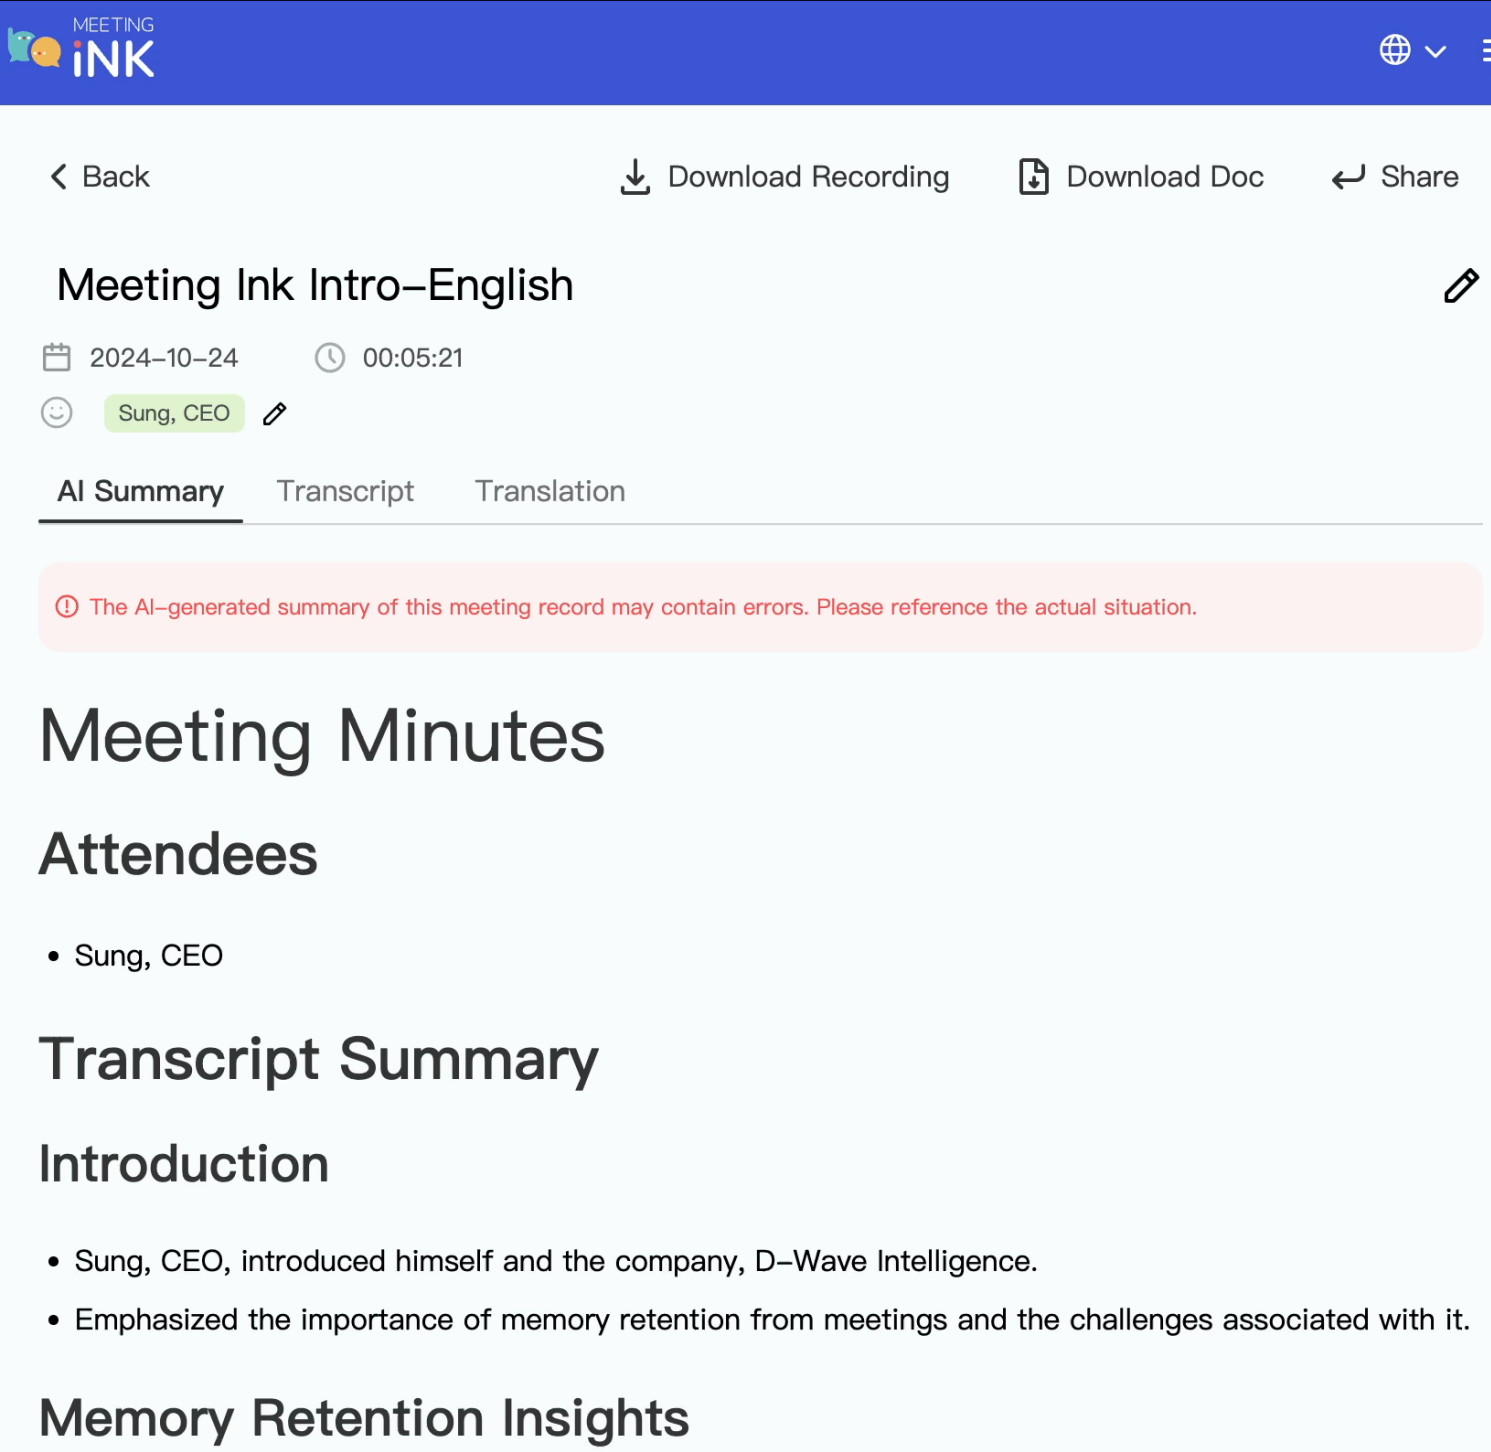 MEETING
iNK
Back
Download Recording
Download Doc
Share
Meeting Ink Intro-English
2024-10-24
00:05:21
Sung, CEO
AI Summary
Transcript
Translation
The AI-generated summary of this meeting record may contain errors. Please reference the actual situation.
Meeting Minutes
Attendees
• Sung, CEO
Transcript Summary
Introduction
• Sung, CEO, introduced himself and the company, D-Wave Intelligence.
• Emphasized the importance of memory retention from meetings and the challenges associated with it.
Memory Retention Insights